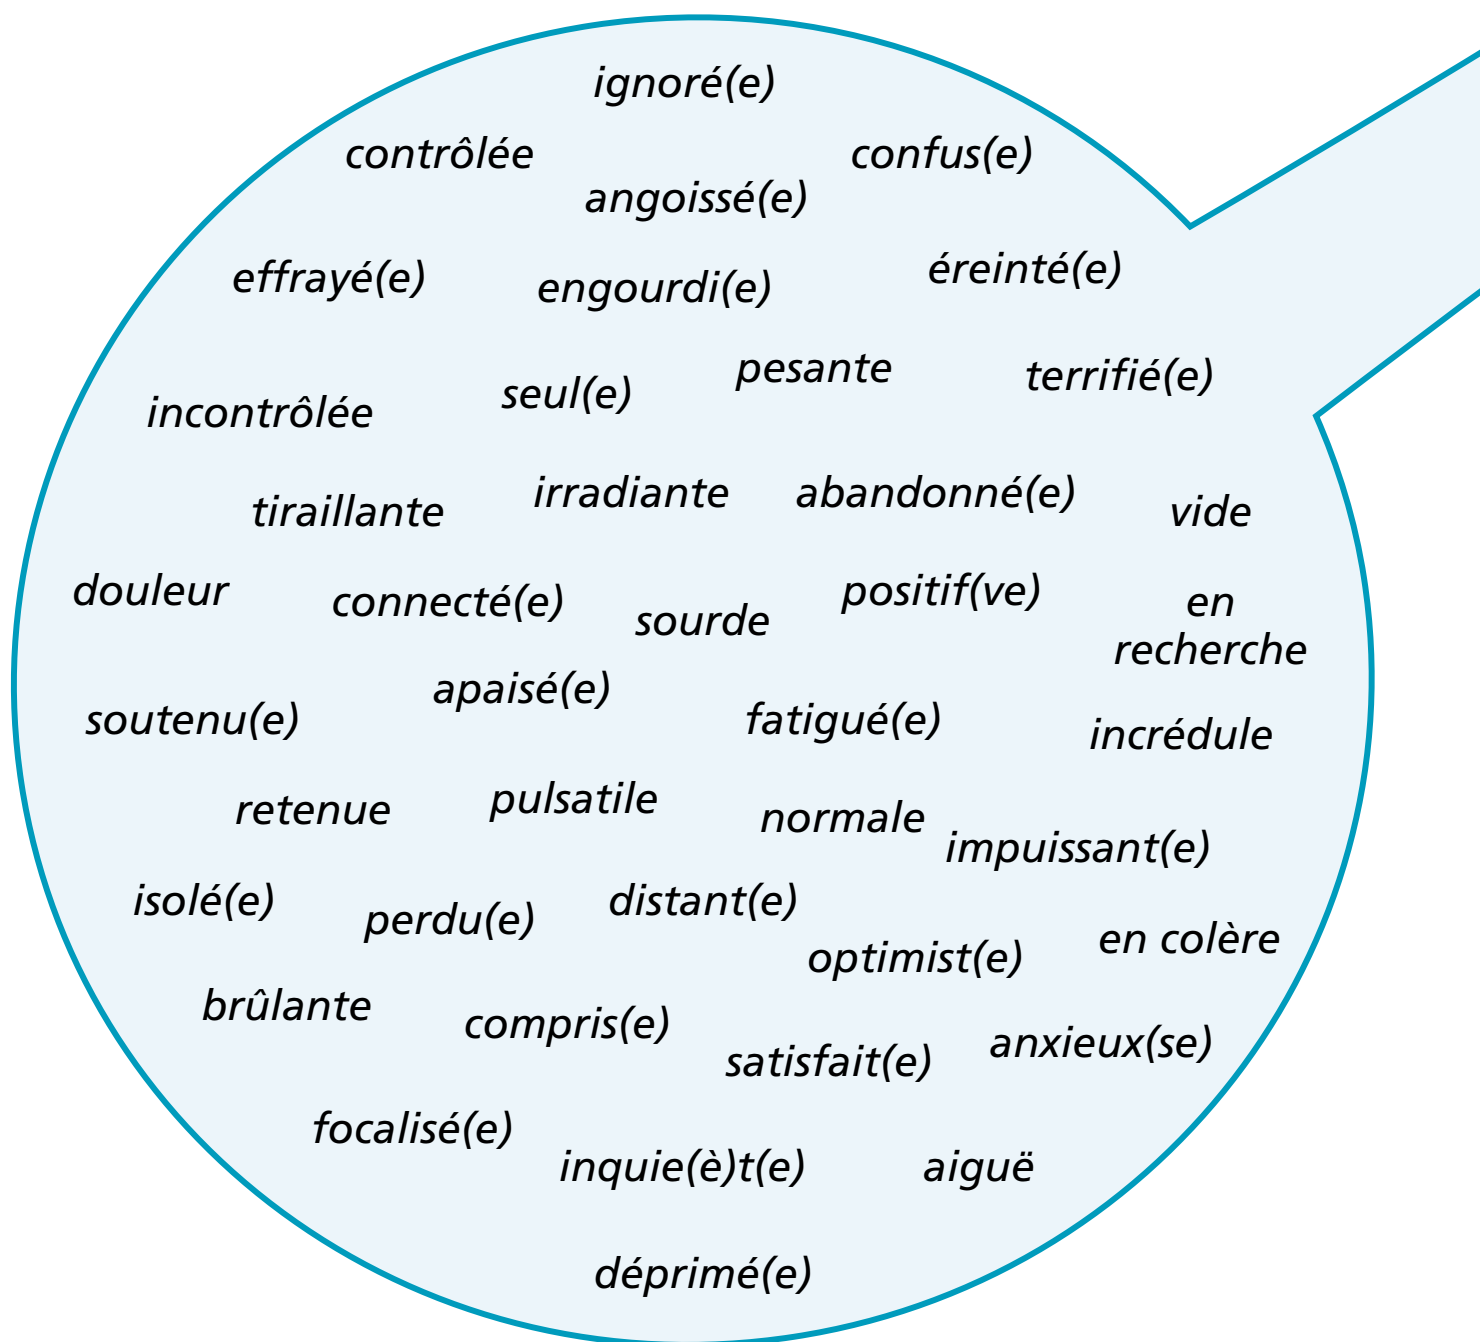 ignoré(e)
contrôlée
confus(e)
angoissé(e)
effrayé(e)
engourdi(e)
éreinté(e)
incontrôlée
seul(e)
pesante
terrifié(e)
tiraillante
irradiante
abandonné(e)
vide
douleur
connecté(e)
sourde
positif(ve)
en
recherche
soutenu(e)
apaisé(e)
fatigué(e)
incrédule
retenue
pulsatile
normale
impuissant(e)
isolé(e)
perdu(e)
distant(e)
optimist(e)
en colère
brûlante
compris(e)
satisfait(e)
anxieux(se)
focalisé(e)
inquie(è)t(e)
aiguë
déprimé(e)